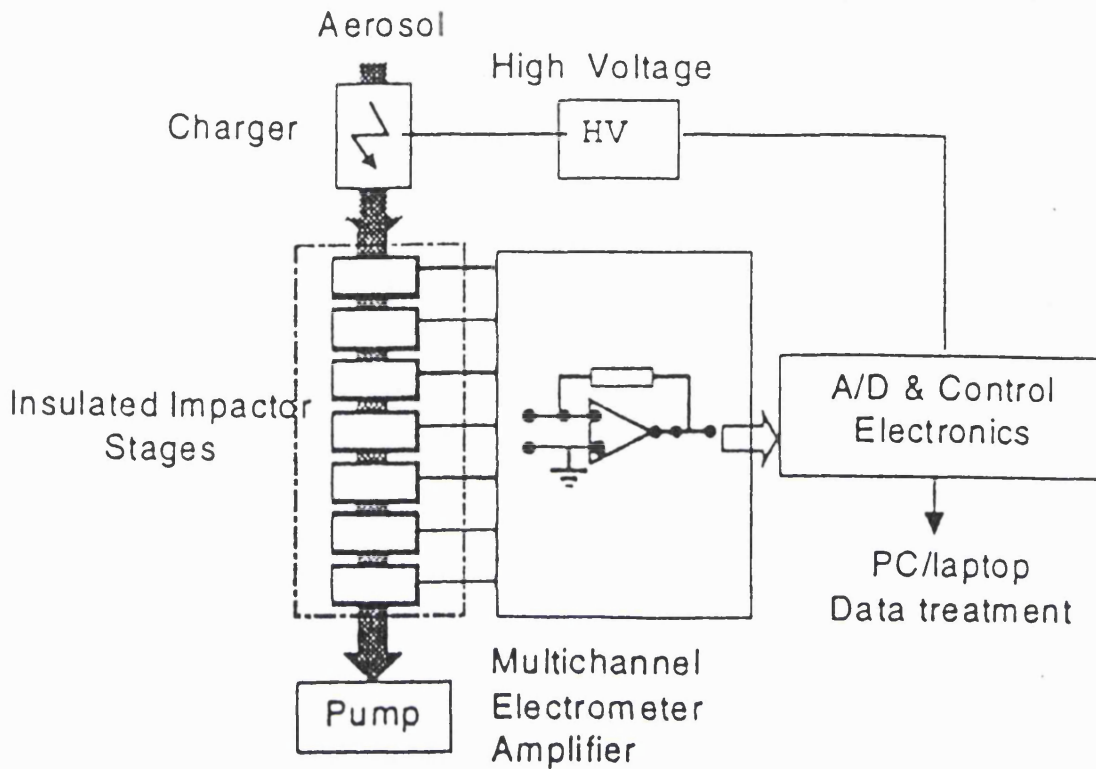 Aerosol
High Voltage
Charger
HV
Insulated Impactor
Stages
A/D & Control
Electronics
PC/laptop
Data treatment
Multichannel
Electrometer
Amplifier
Pump